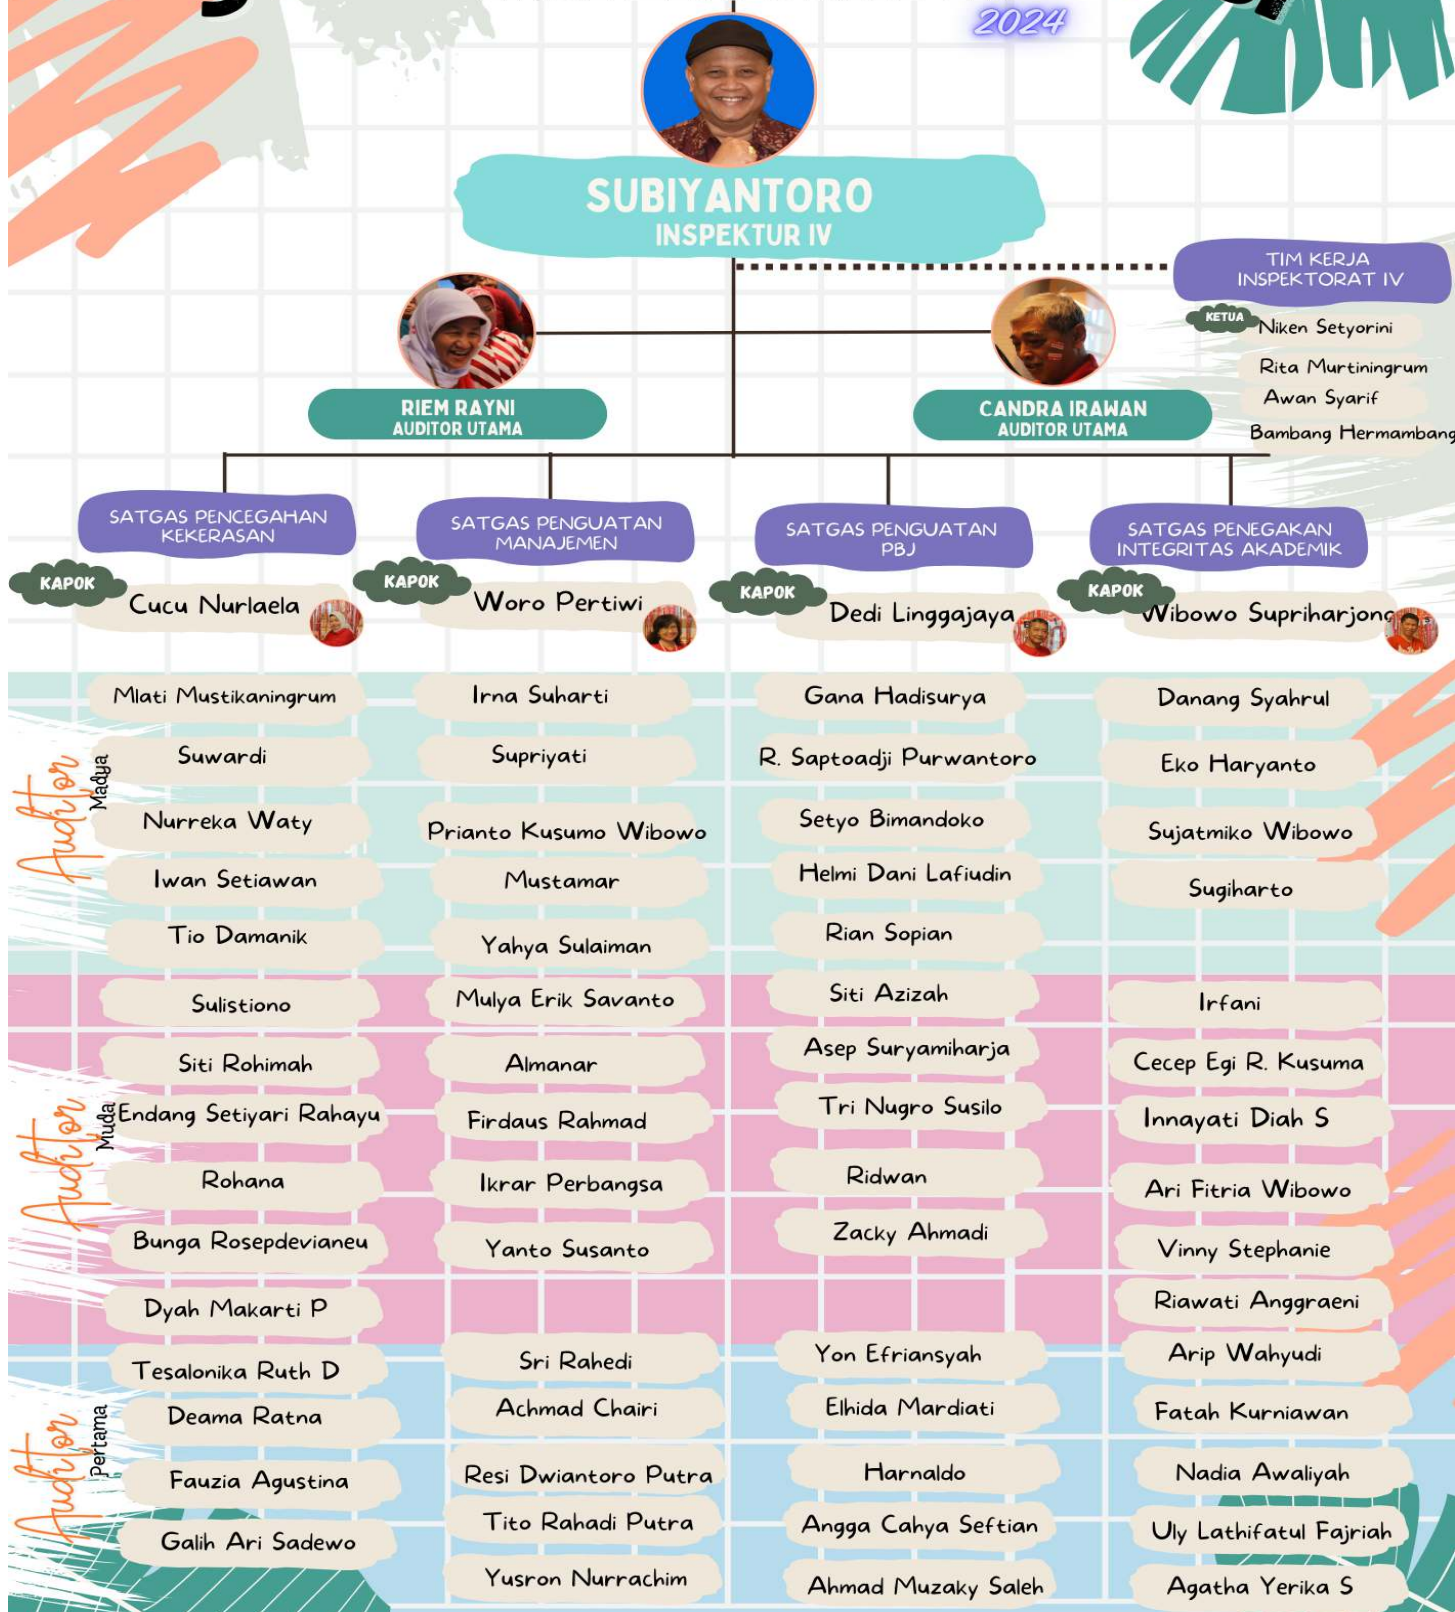 2024
SUBIYANTORO
INSPEKTUR IV
TIM KERJA
INSPEKTORAT IV
KETUA
Niken Setyorini
Rita Murtiningrum
Awan Syarif
Bambang Hermambang
RIEM RAYNI
AUDITOR UTAMA
CANDRA IRAWAN
AUDITOR UTAMA
SATGAS PENCEGAHAN
KEKERASAN
KAPOK
Cucu Nurlaela
SATGAS PENGUATAN
MANAJEMEN
KAPOK
Woro Pertiwi
SATGAS PENGUATAN
PBJ
KAPOK
Dedi Linggajaya
SATGAS PENEGAKAN
INTEGRITAS AKADEMIK
KAPOK
Wibowo Supriharjono
Auditor
Madya
Mlati Mustikaningrum
Suwardi
Nurreka Waty
Iwan Setiawan
Tio Damanik
Irna Suharti
Supriyati
Prianto Kusumo Wibowo
Mustamar
Yahya Sulaiman
Gana Hadisurya
R. Saptoadji Purwantoro
Setyo Bimandoko
Helmi Dani Lafiudin
Rian Sopian
Danang Syahrul
Eko Haryanto
Sujatmiko Wibowo
Sugiharto
Auditor
Muda
Sulistiono
Siti Rohimah
Endang Setiyari Rahayu
Rohana
Bunga Rosepdevianeu
Dyah Makarti P
Mulya Erik Savanto
Almanar
Firdaus Rahmad
Ikrar Perbangsa
Yanto Susanto
Siti Azizah
Asep Suryamiharja
Tri Nugro Susilo
Ridwan
Zacky Ahmadi
Irfani
Cecep Egi R. Kusuma
Innayati Diah S
Ari Fitria Wibowo
Vinny Stephanie
Riawati Anggraeni
Auditor
Pertama
Tesalonika Ruth D
Deama Ratna
Fauzia Agustina
Galih Ari Sadewo
Sri Rahedi
Achmad Chairi
Resi Dwiantoro Putra
Tito Rahadi Putra
Yusron Nurrachim
Yon Efriansyah
Elhida Mardiati
Harnaldo
Angga Cahya Seftian
Ahmad Muzaky Saleh
Arip Wahyudi
Fatah Kurniawan
Nadia Awaliyah
Uly Lathifatul Fajriah
Agatha Yerika S